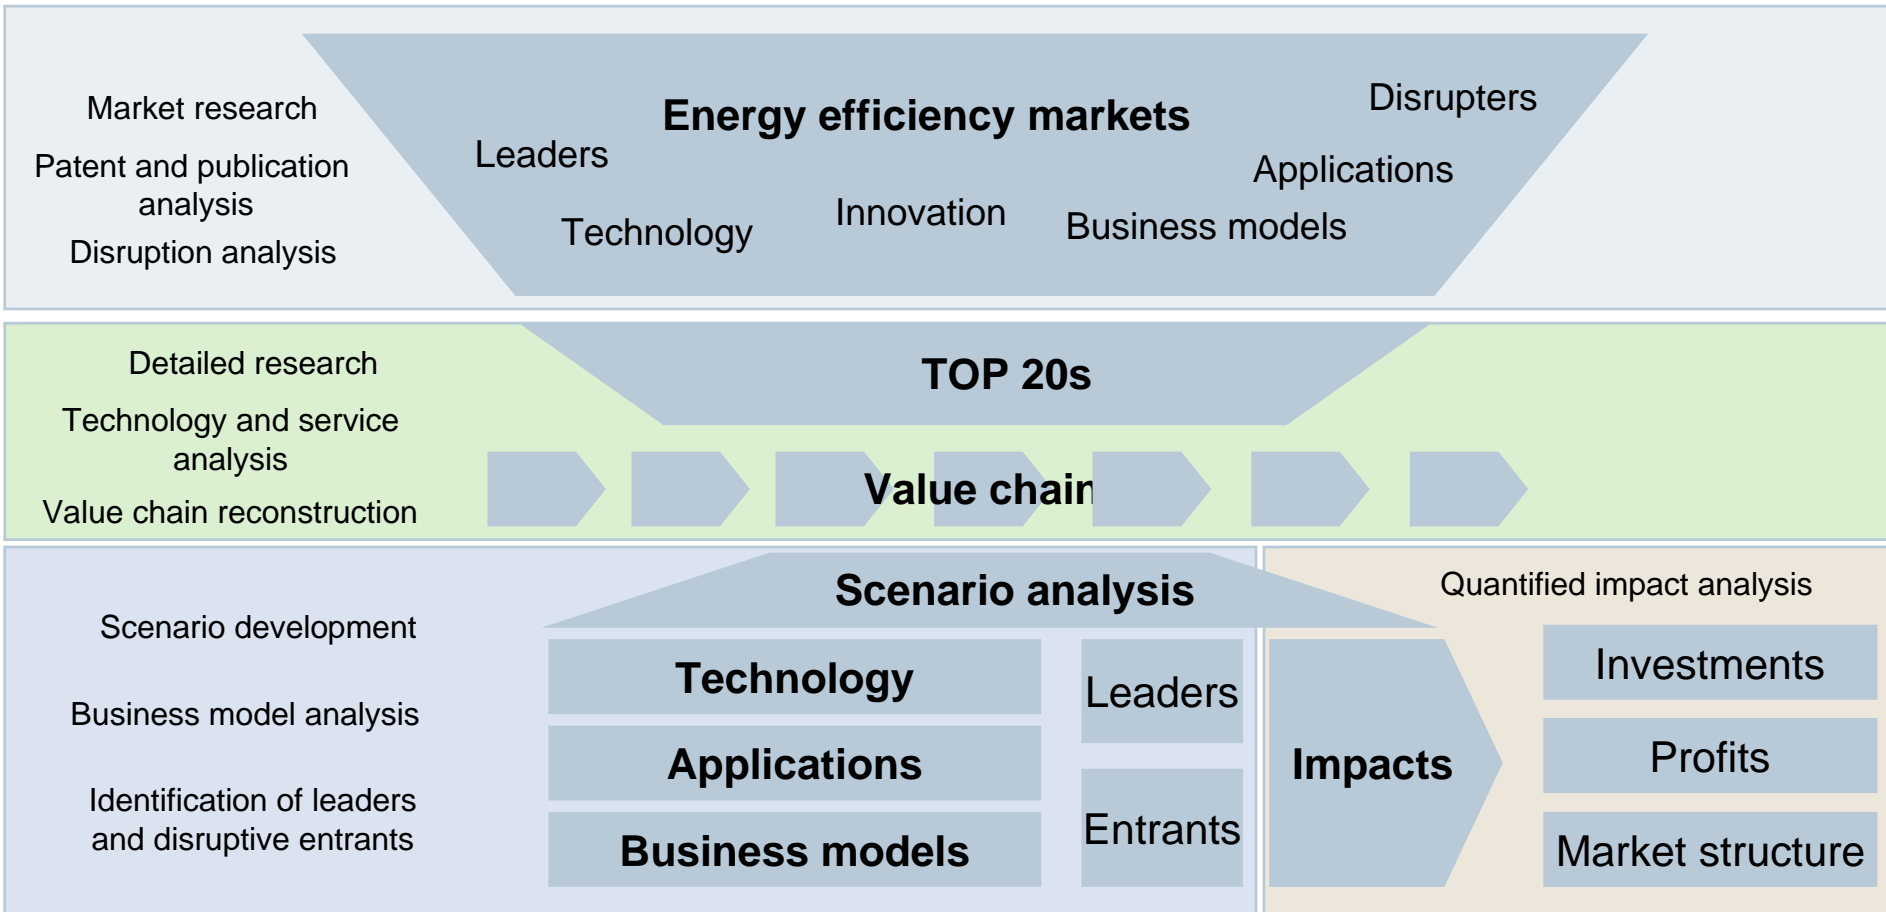 Market research
Patent and publication
analysis
Disruption analysis
Energy efficiency markets
Disrupters
Leaders
Applications
Innovation
Technology
Business models
Detailed research
Technology and service
analysis
Value chain reconstruction
TOP 20s
Value chain
Scenario development
Business model analysis
Identification of leaders
and disruptive entrants
Scenario analysis
Technology
Applications
Business models
Leaders
Entrants
Quantified impact analysis
Impacts
Investments
Profits
Market structure